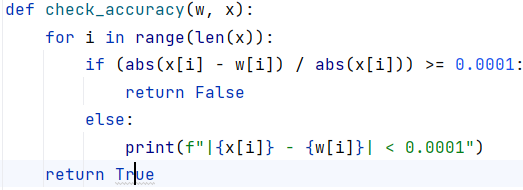 def check_accuracy(w, x):
    for i in range(len(x)):
        if (abs(x[i] - w[i]) / abs(x[i])) >= 0.0001:
            return False
        else:
            print(f"|{x[i]} - {w[i]}| < 0.0001")
    return True